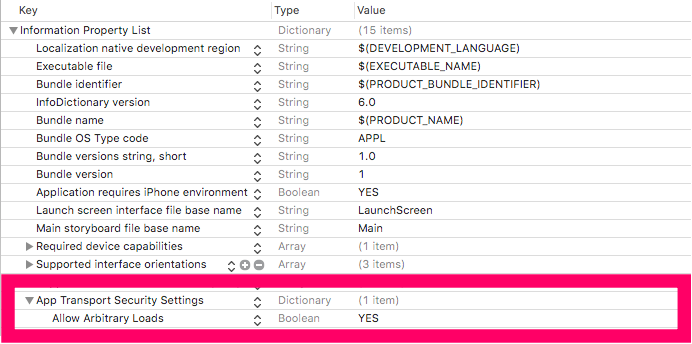 Key Type Value
Information Property List Dictionary (15 items)
Localization native development region String $(DEVELOPMENT_LANGUAGE)
Executable file String $(EXECUTABLE_NAME)
Bundle identifier String $(PRODUCT_BUNDLE_IDENTIFIER)
InfoDictionary version String 6.0
Bundle name String $(PRODUCT_NAME)
Bundle OS Type code String APPL
Bundle versions string, short String 1.0
Bundle version String 1
Application requires iPhone environment Boolean YES
Launch screen interface file base name String LaunchScreen
Main storyboard file base name String Main
Required device capabilities Array (1 item)
Supported interface orientations Array (3 items)
App Transport Security Settings Dictionary (1 item)
Allow Arbitrary Loads Boolean YES